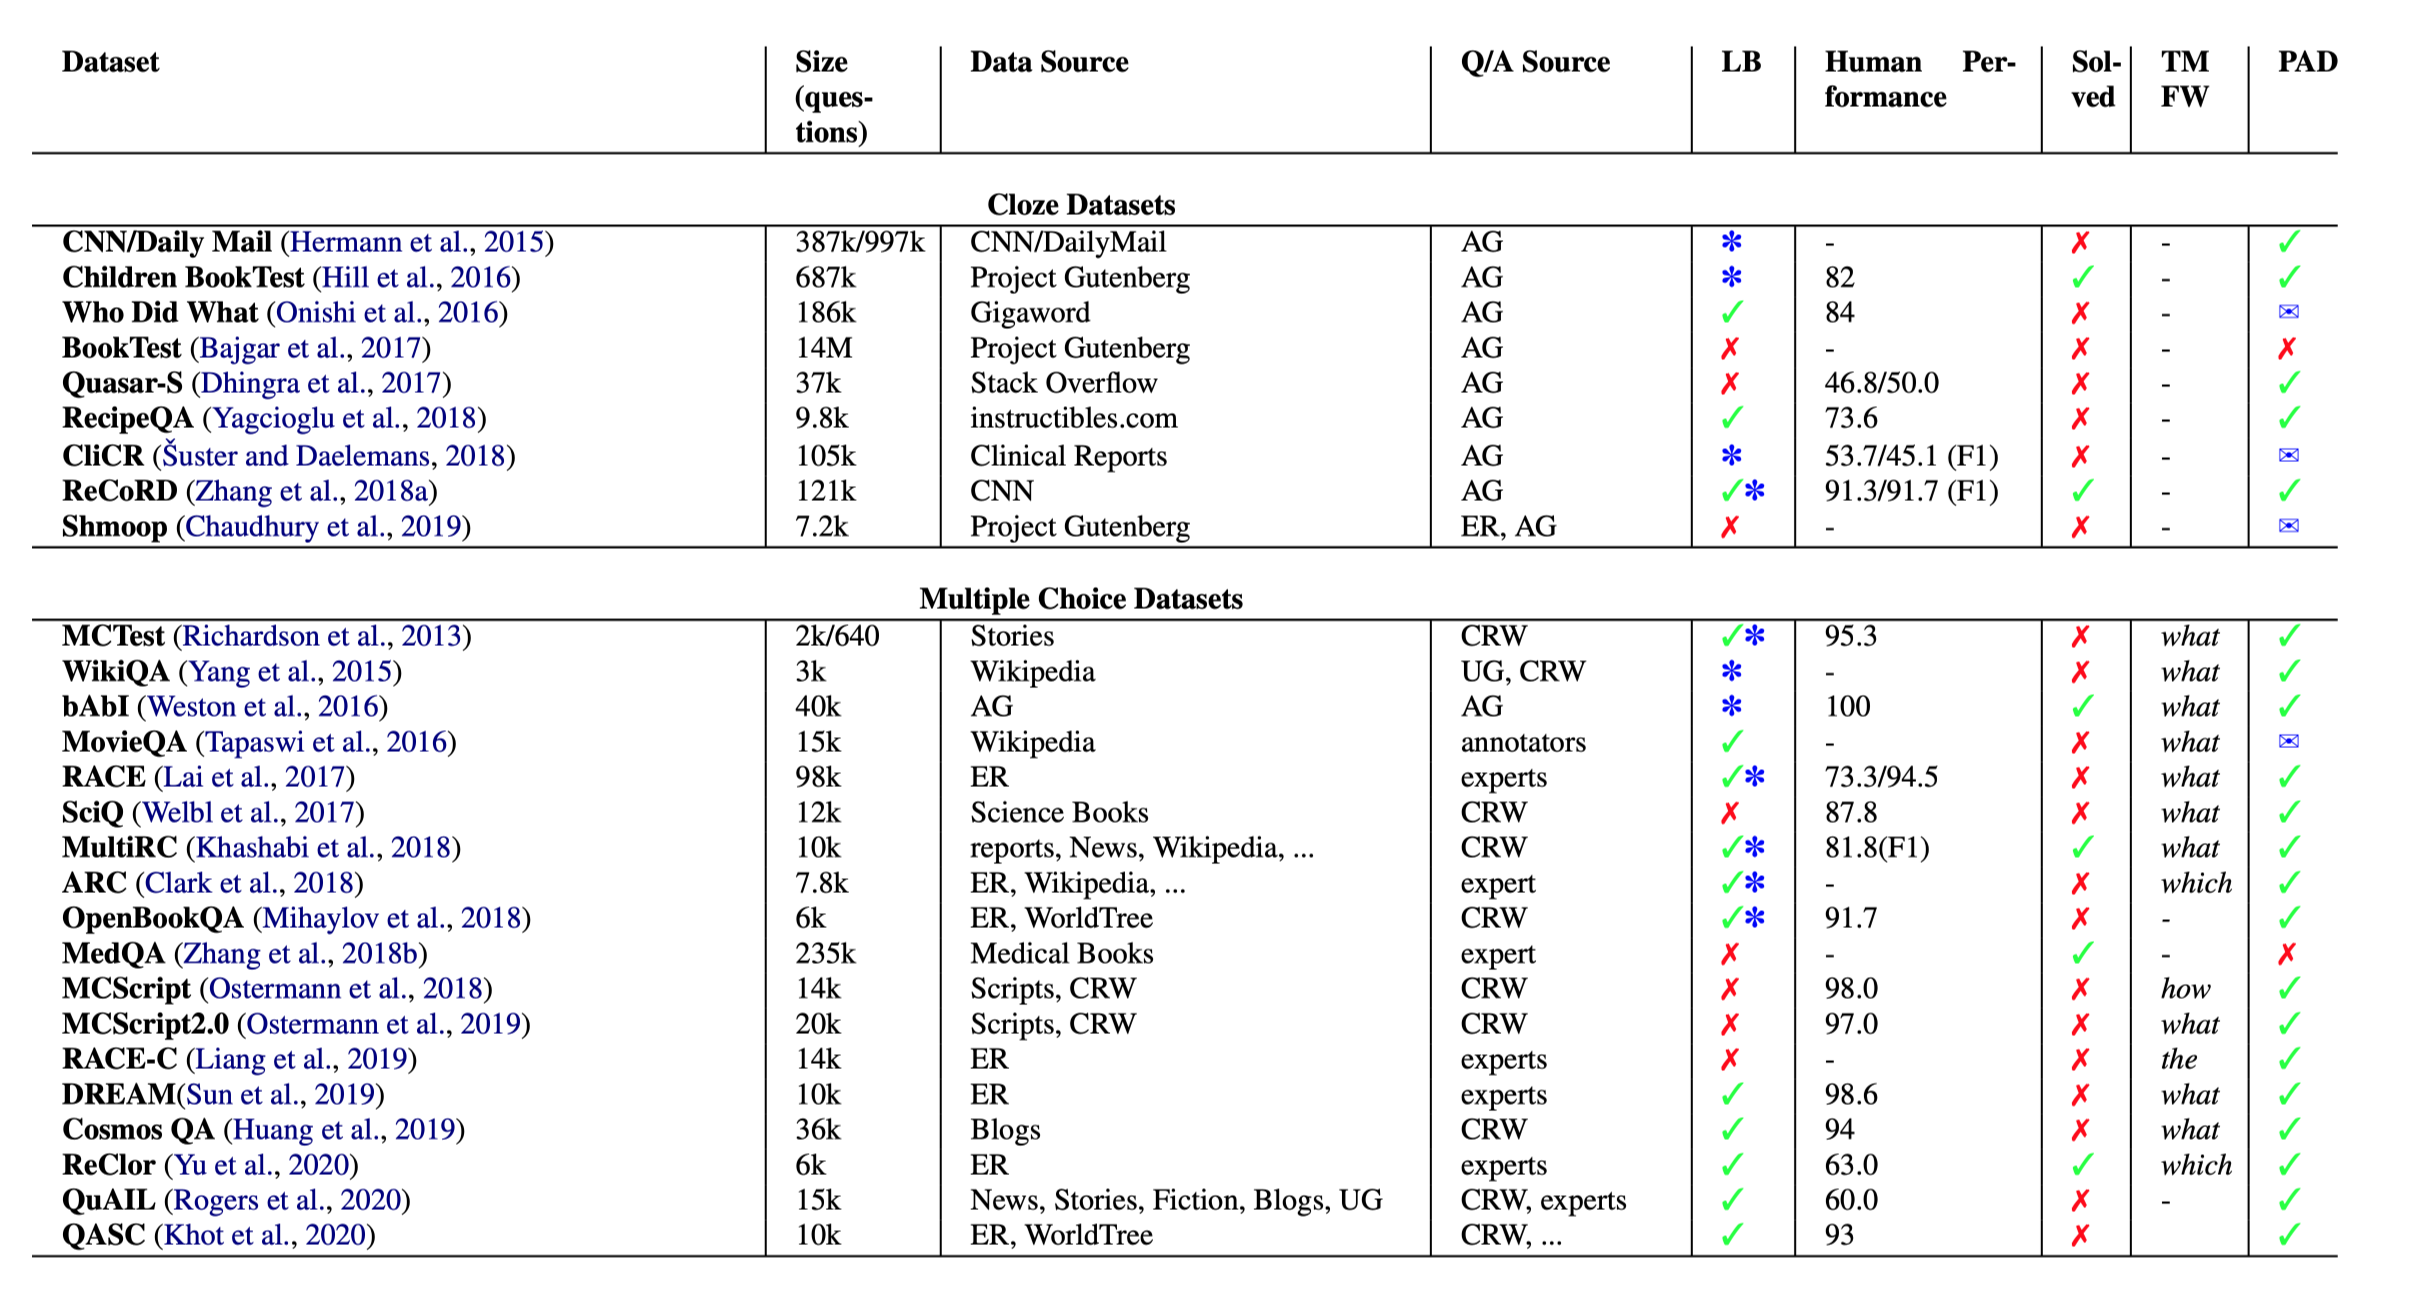 Dataset Size (ques-tions) Data Source Q/A Source LB Human Per-formance Sol-ved TM FW PAD
Cloze Datasets
CNN/Daily Mail (Hermann et al., 2015) 387k/997k CNN/DailyMail AG * - ✗ - ✓
Children BookTest (Hill et al., 2016) 687k Project Gutenberg AG * 82 ✓ - ✓
Who Did What (Onishi et al., 2016) 186k Gigaword AG ✓ 84 ✗ - ✉
BookTest (Bajgar et al., 2017) 14M Project Gutenberg AG ✗ - ✗ - ✗
Quasar-S (Dhingra et al., 2017) 37k Stack Overflow AG ✗ 46.8/50.0 ✗ - ✓
RecipeQA (Yagcioglu et al., 2018) 9.8k instructibles.com AG ✓ 73.6 ✗ - ✓
CliCR (Šuster and Daelemans, 2018) 105k Clinical Reports AG * 53.7/45.1 (F1) ✗ - ✉
ReCoRD (Zhang et al., 2018a) 121k CNN AG ✓* 91.3/91.7 (F1) ✓ - ✓
Shmoop (Chaudhury et al., 2019) 7.2k Project Gutenberg ER, AG ✗ - ✗ - ✉
Multiple Choice Datasets
MCTest (Richardson et al., 2013) 2k/640 Stories CRW ✓* 95.3 ✗ what ✓
WikiQA (Yang et al., 2015) 3k Wikipedia UG, CRW * - ✗ what ✓
bAbI (Weston et al., 2016) 40k AG AG * 100 ✓ what ✓
MovieQA (Tapaswi et al., 2016) 15k Wikipedia annotators ✓ - ✗ what ✉
RACE (Lai et al., 2017) 98k ER experts ✓* 73.3/94.5 ✗ what ✓
SciQ (Welbl et al., 2017) 12k Science Books CRW ✗ 87.8 ✗ what ✓
MultiRC (Khashabi et al., 2018) 10k reports, News, Wikipedia, ... CRW ✓* 81.8(F1) ✓ what ✓
ARC (Clark et al., 2018) 7.8k ER, Wikipedia, ... expert ✓* - ✗ which ✓
OpenBookQA (Mihaylov et al., 2018) 6k ER, WorldTree CRW ✓* 91.7 ✗ - ✓
MedQA (Zhang et al., 2018b) 235k Medical Books expert ✗ - ✓ - ✗
MCScript (Ostermann et al., 2018) 14k Scripts, CRW CRW ✗ 98.0 ✗ how ✓
MCScript2.0 (Ostermann et al., 2019) 20k Scripts, CRW CRW ✗ 97.0 ✗ what ✓
RACE-C (Liang et al., 2019) 14k ER experts ✗ - ✗ the ✓
DREAM(Sun et al., 2019) 10k ER experts ✓ 98.6 ✗ what ✓
Cosmos QA (Huang et al., 2019) 36k Blogs CRW ✓ 94 ✗ what ✓
ReClor (Yu et al., 2020) 6k ER experts ✓ 63.0 ✓ which ✓
QuAIL (Rogers et al., 2020) 15k News, Stories, Fiction, Blogs, UG CRW, experts ✓ 60.0 ✗ - ✓
QASC (Khot et al., 2020) 10k ER, WorldTree CRW, ... ✓ 93 ✗ ✓